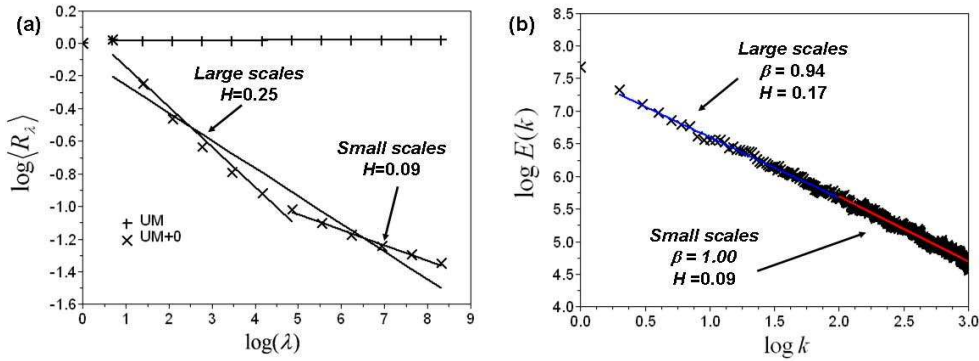 (a)
0.2
0.0
-0.2
-0.4
-0.6
-0.8
-1.0
-1.2
-1.4
-1.6
log⟨R_λ⟩
Large scales
H=0.25
Small scales
H=0.09
+ UM
× UM+0
0 1 2 3 4 5 6 7 8 9
log(λ)
(b)
8.5
8.0
7.5
7.0
6.5
6.0
5.5
5.0
4.5
4.0
log E(k)
Large scales
β = 0.94
H = 0.17
Small scales
β = 1.00
H =0.09
0.0 0.5 1.0 1.5 2.0 2.5 3.0
log k